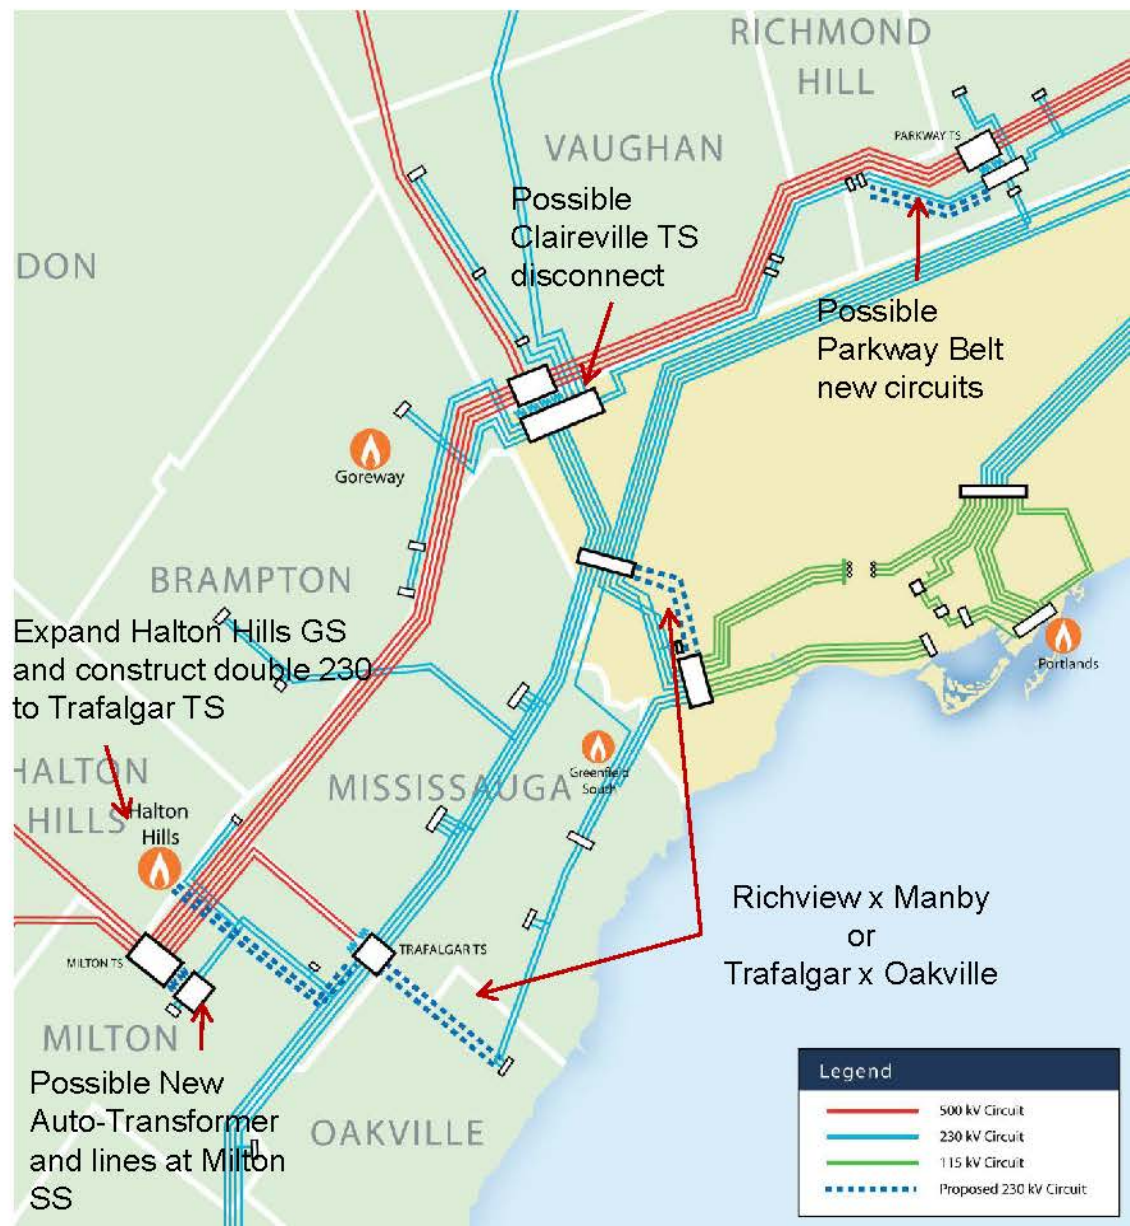 RICHMOND
HILL
PARKWAY TS
VAUGHAN
Possible
Claireville TS
disconnect
DON
Possible
Parkway Belt
new circuits
Goreway
BRAMPTON
Expand Halton Hills GS
and construct double 230
to Trafalgar TS
Portlands
HALTON
HILLS
Halton
Hills
MISSISSAUGA
Greenfield
South
Richview x Manby
or
Trafalgar x Oakville
MILTON TS
TRAFALGAR TS
MILTON
Possible New
Auto-Transformer
and lines at Milton
SS
OAKVILLE
Legend
500 kV Circuit
230 kV Circuit
115 kV Circuit
Proposed 230 kV Circuit